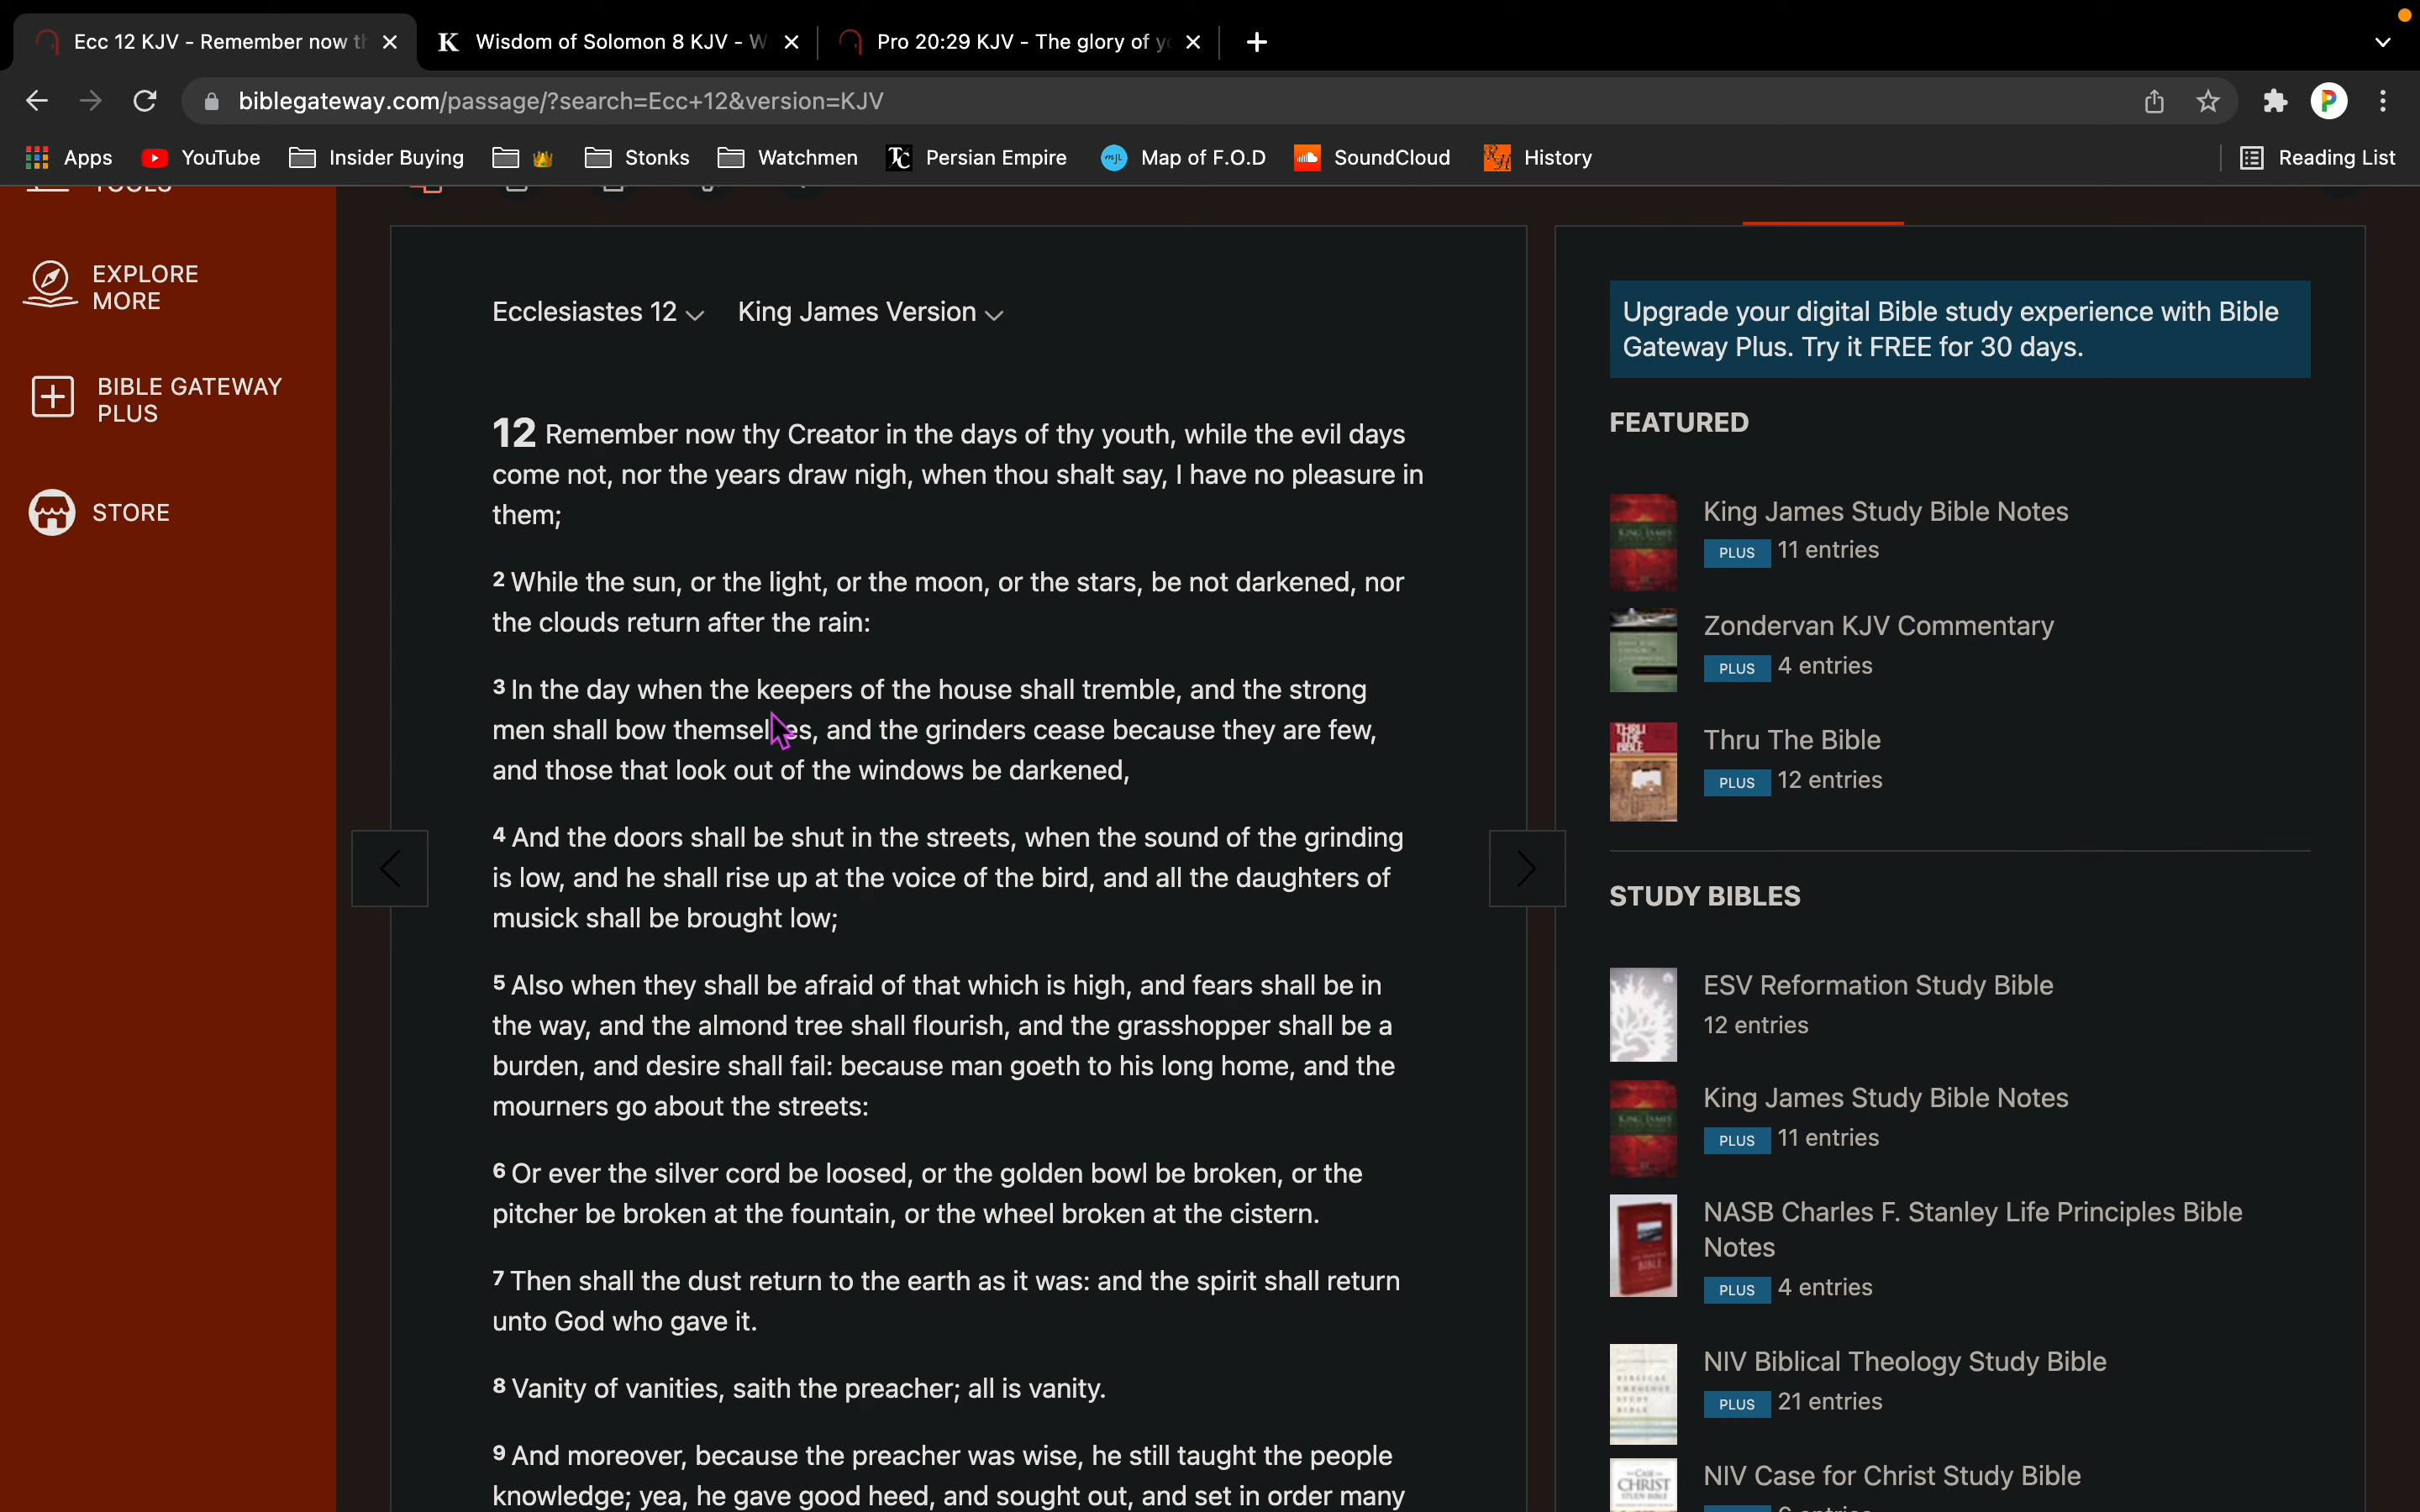 Ecc 12 KJV - Remember now th
Wisdom of Solomon 8 KJV - W
Pro 20:29 KJV - The glory of yo
biblegateway.com/passage/?search=Ecc+12&version=KJV
P
Apps
YouTube
Insider Buying
Stonks
Watchmen
Persian Empire
Map of F.O.D
SoundCloud
History
Reading List
TOOLS
EXPLORE
MORE
BIBLE GATEWAY
PLUS
STORE
Ecclesiastes 12 King James Version
12 Remember now thy Creator in the days of thy youth, while the evil days
come not, nor the years draw nigh, when thou shalt say, I have no pleasure in
them;
2 While the sun, or the light, or the moon, or the stars, be not darkened, nor
the clouds return after the rain:
3 In the day when the keepers of the house shall tremble, and the strong
men shall bow themselves, and the grinders cease because they are few,
and those that look out of the windows be darkened,
4 And the doors shall be shut in the streets, when the sound of the grinding
is low, and he shall rise up at the voice of the bird, and all the daughters of
musick shall be brought low;
5 Also when they shall be afraid of that which is high, and fears shall be in
the way, and the almond tree shall flourish, and the grasshopper shall be a
burden, and desire shall fail: because man goeth to his long home, and the
mourners go about the streets:
6 Or ever the silver cord be loosed, or the golden bowl be broken, or the
pitcher be broken at the fountain, or the wheel broken at the cistern.
7 Then shall the dust return to the earth as it was: and the spirit shall return
unto God who gave it.
8 Vanity of vanities, saith the preacher; all is vanity.
9 And moreover, because the preacher was wise, he still taught the people
knowledge; yea, he gave good heed, and sought out, and set in order many
Upgrade your digital Bible study experience with Bible
Gateway Plus. Try it FREE for 30 days.
FEATURED
King James Study Bible Notes
PLUS 11 entries
Zondervan KJV Commentary
PLUS 4 entries
Thru The Bible
PLUS 12 entries
STUDY BIBLES
ESV Reformation Study Bible
12 entries
King James Study Bible Notes
PLUS 11 entries
NASB Charles F. Stanley Life Principles Bible
Notes
PLUS 4 entries
NIV Biblical Theology Study Bible
PLUS 21 entries
NIV Case for Christ Study Bible